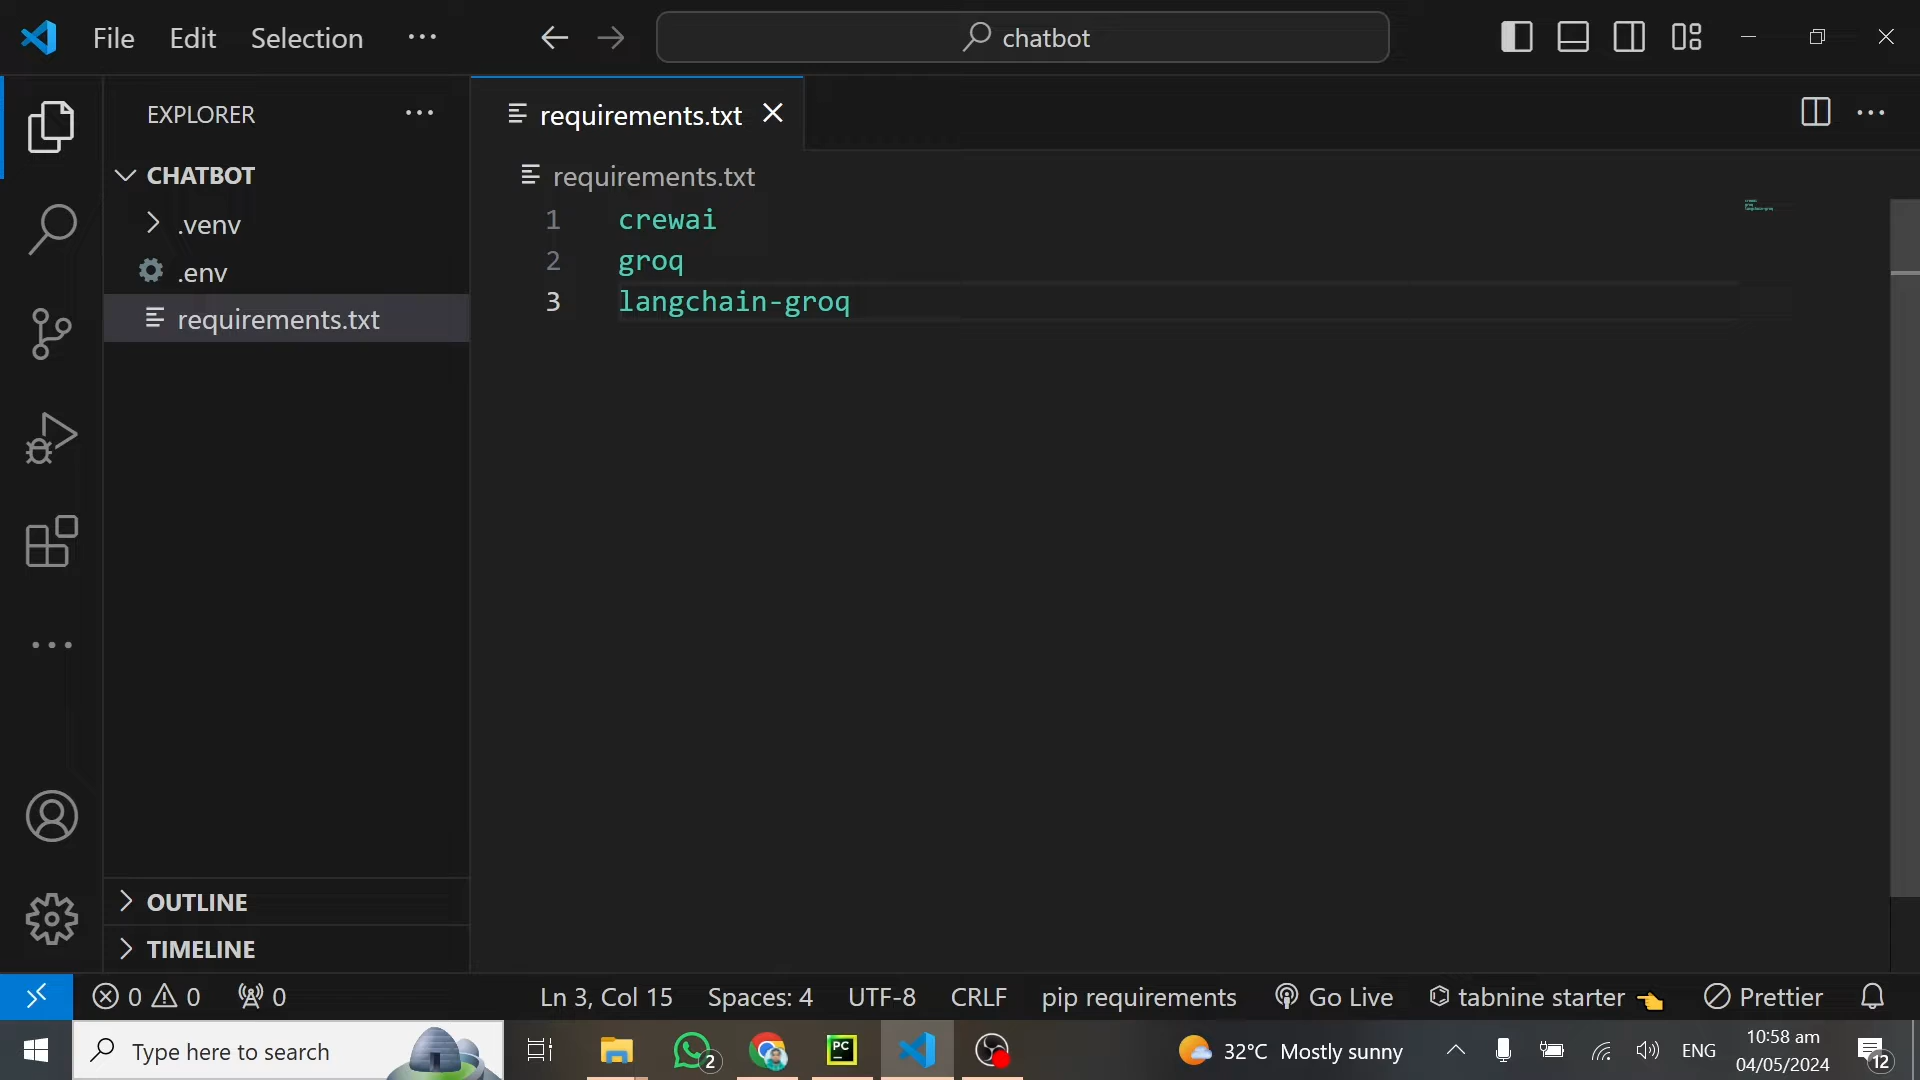 File Edit Selection ··· chatbot
EXPLORER ···
requirements.txt
CHATBOT
.venv
.env
requirements.txt
requirements.txt
1 crewai
2 groq
3 langchain-groq
OUTLINE
TIMELINE
0 0 0 Ln 3, Col 15 Spaces: 4 UTF-8 CRLF pip requirements Go Live tabnine starter Prettier
Type here to search 2 PC 32°C Mostly sunny ENG 10:58 am
04/05/2024 12